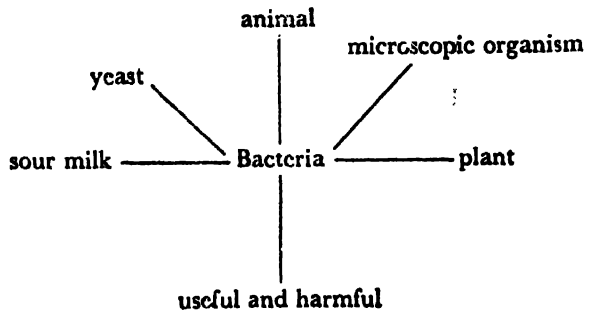 animal
microscopic organism
yeast
sour milk
Bacteria
plant
useful and harmful